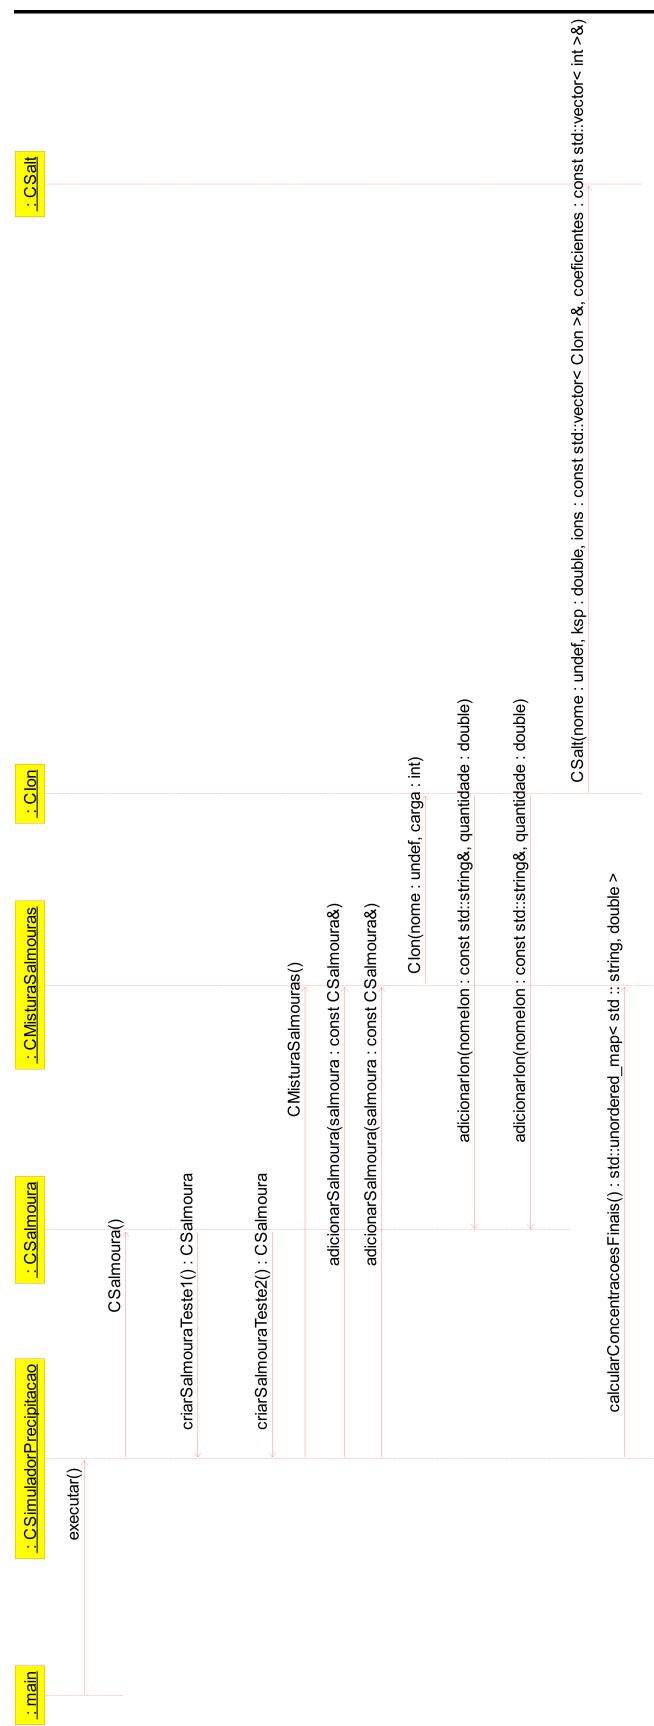 : main
: CSimuladorPrecipitacao
: CSalmoura
: CMisturaSalmouras
: CIon
: CSalt
executar()
CSalmoura()
criarSalmouraTeste1() : CSalmoura
criarSalmouraTeste2() : CSalmoura
CMisturaSalmouras()
adicionarSalmoura(salmoura : const CSalmoura&)
adicionarSalmoura(salmoura : const CSalmoura&)
CIon(nome : undef, carga : int)
adicionarIon(nomeIon : const std::string&, quantidade : double)
adicionarIon(nomeIon : const std::string&, quantidade : double)
CSalt(nome : undef, ksp : double, ions : const std::vector< CIon >&, coeficientes : const std::vector< int >&)
calcularConcentracoesFinais() : std::unordered_map< std :: string, double >